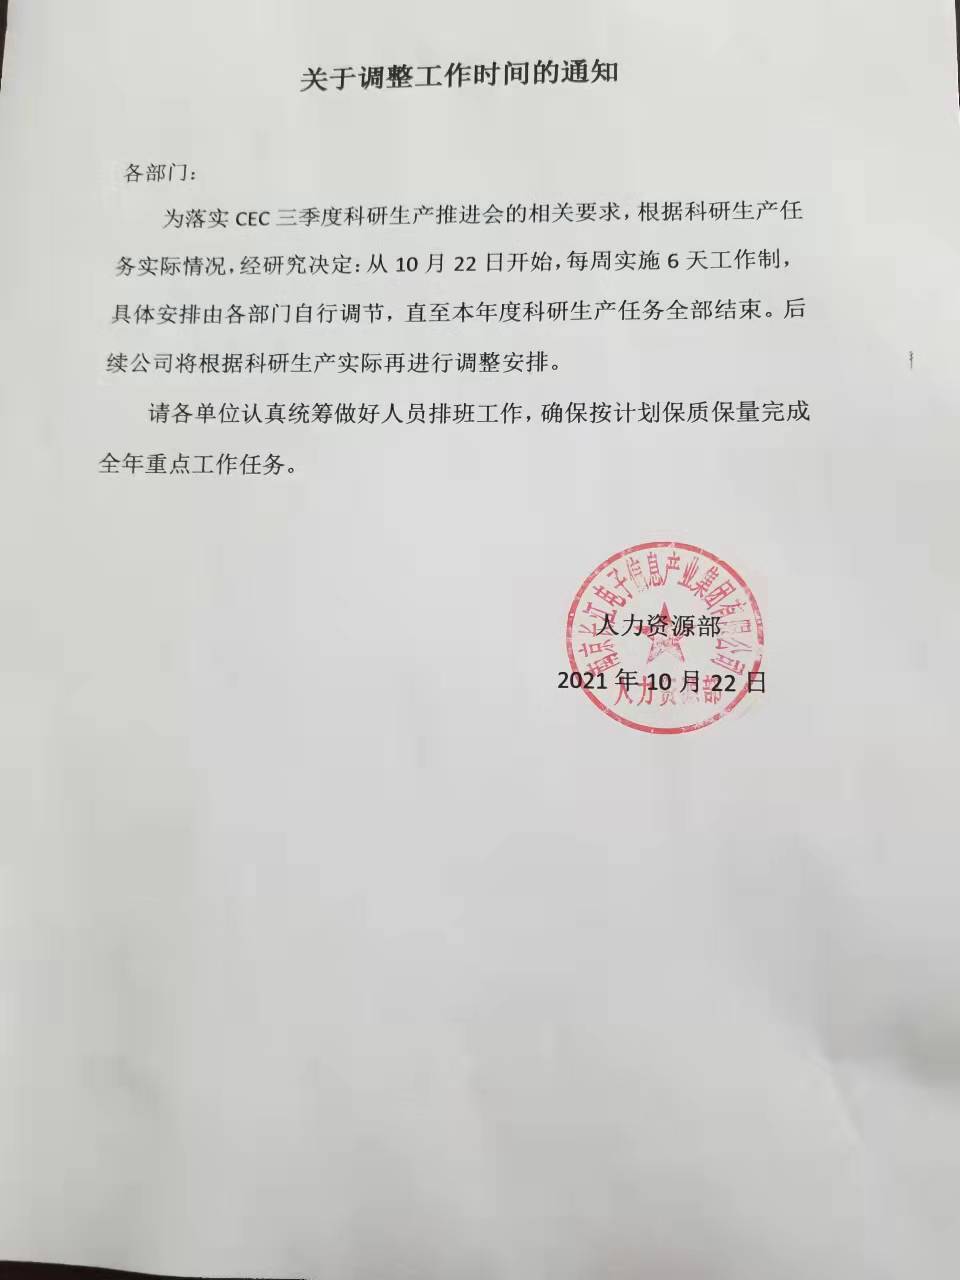 关于调整工作时间的通知
各部门：
为落实 CEC 三季度科研生产推进会的相关要求，根据科研生产任
务实际情况，经研究决定：从 10 月 22 日开始，每周实施 6 天工作制，
具体安排由各部门自行调节，直至本年度科研生产任务全部结束。后
续公司将根据科研生产实际再进行调整安排。
请各单位认真统筹做好人员排班工作，确保按计划保质保量完成
全年重点工作任务。
南京长江电子信息产业集团有限公司
人力资源部
2021 年 10 月 22 日
人力资源部